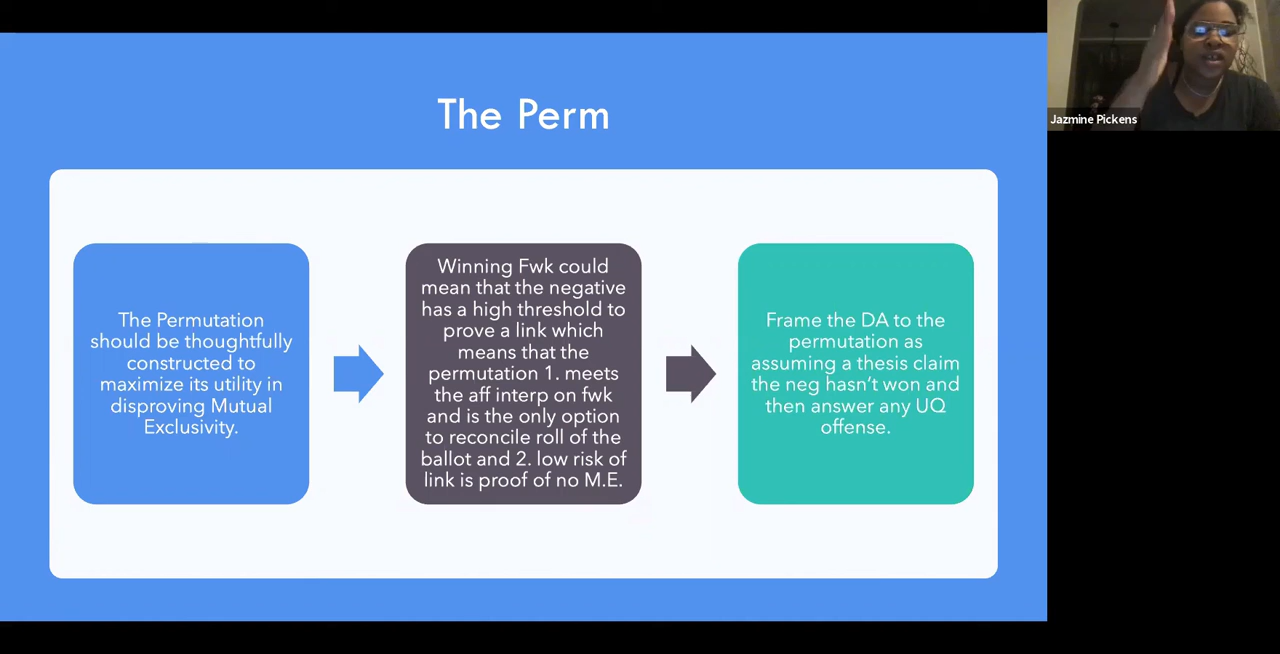 The Perm
Jazmine Pickens
The Permutation
should be thoughtfully
constructed to
maximize its utility in
disproving Mutual
Exclusivity.
Winning Fwk could
mean that the negative
has a high threshold to
prove a link which
means that the
permutation 1. meets
the aff interp on fwk
and is the only option
to reconcile roll of the
ballot and 2. low risk of
link is proof of no M.E.
Frame the DA to the
permutation as
assuming a thesis claim
the neg hasn't won and
then answer any UQ
offense.